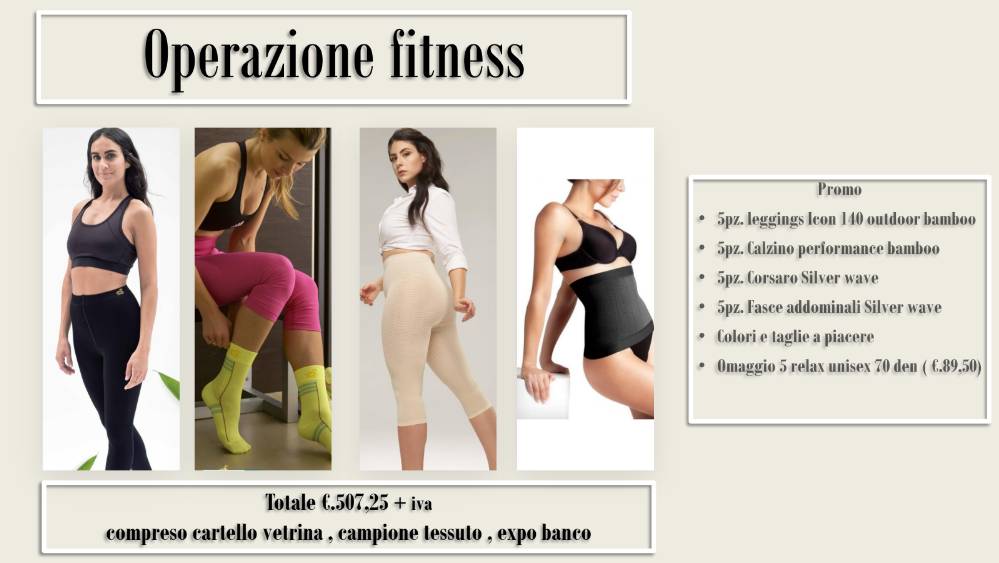 Operazione fitness
Promo
• 5pz. leggings Icon 140 outdoor bamboo
• 5pz. Calzino performance bamboo
• 5pz. Corsaro Silver wave
• 5pz. Fasce addominali Silver wave
• Colori e taglie a piacere
• Omaggio 5 relax unisex 70 den ( €.89,50)
Totale €.507,25 + iva
compreso cartello vetrina , campione tessuto , expo banco